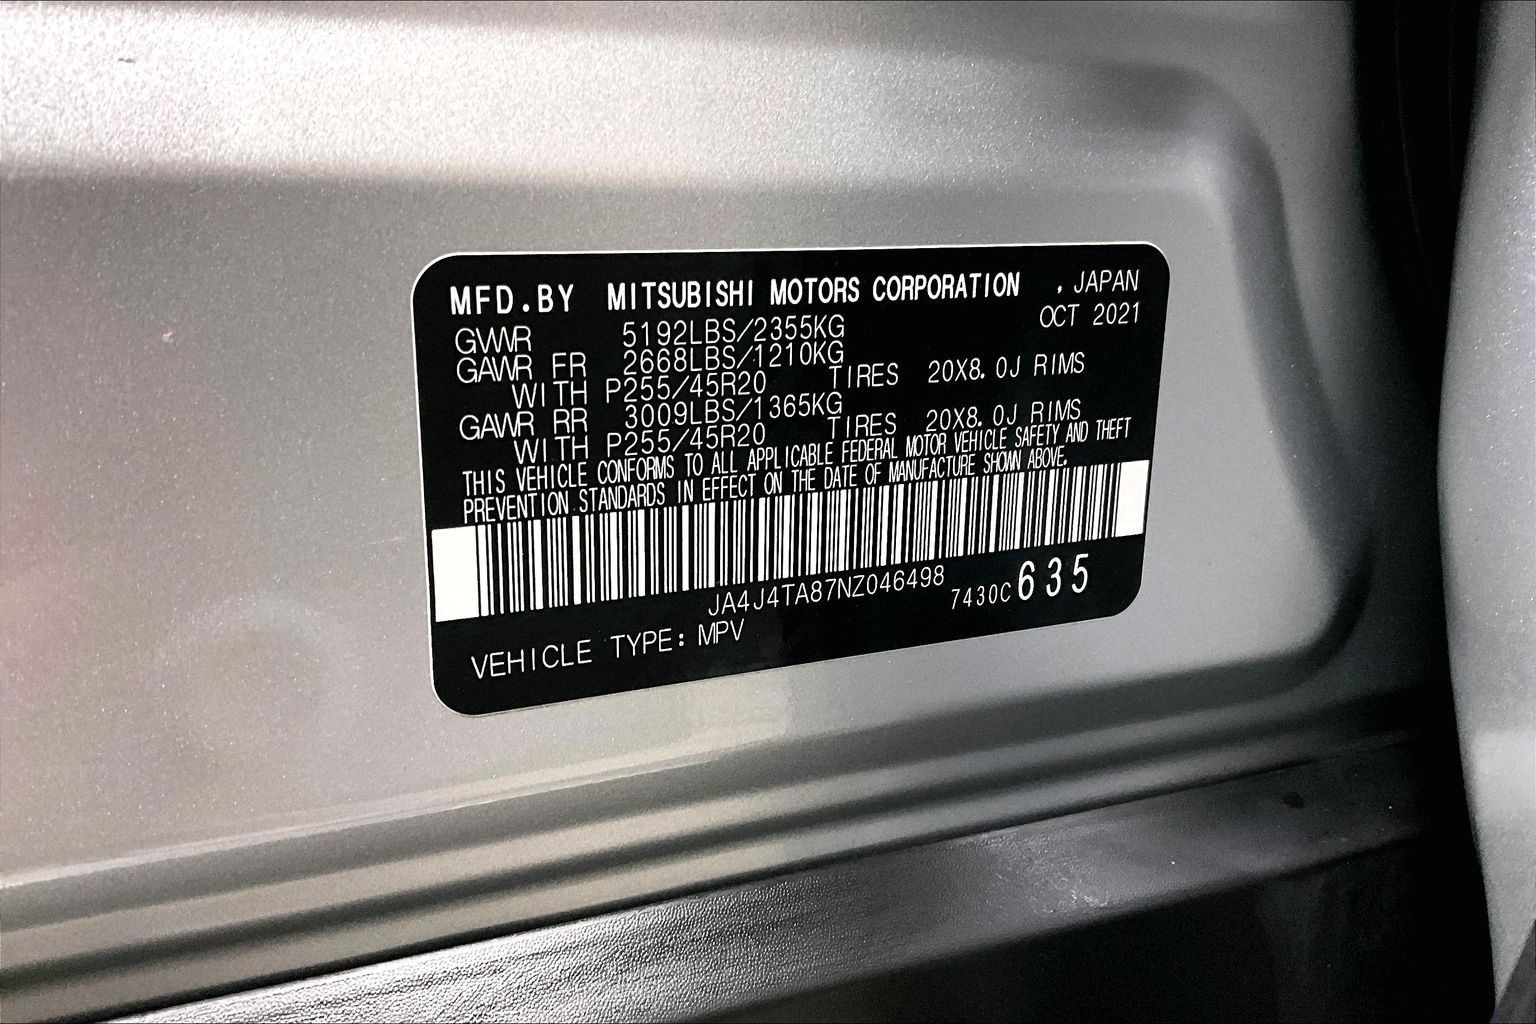 MFD.BY MITSUBISHI MOTORS CORPORATION , JAPAN
OCT 2021
GVWR 5192LBS/2355KG
GAWR FR 2668LBS/1210KG
WITH P255/45R20 TIRES 20X8.0J RIMS
GAWR RR 3009LBS/1365KG
WITH P255/45R20 TIRES 20X8.0J RIMS
THIS VEHICLE CONFORMS TO ALL APPLICABLE FEDERAL MOTOR VEHICLE SAFETY AND THEFT
PREVENTION STANDARDS IN EFFECT ON THE DATE OF MANUFACTURE SHOWN ABOVE.
JA4J4TA87NZ046498 7430C635
VEHICLE TYPE: MPV